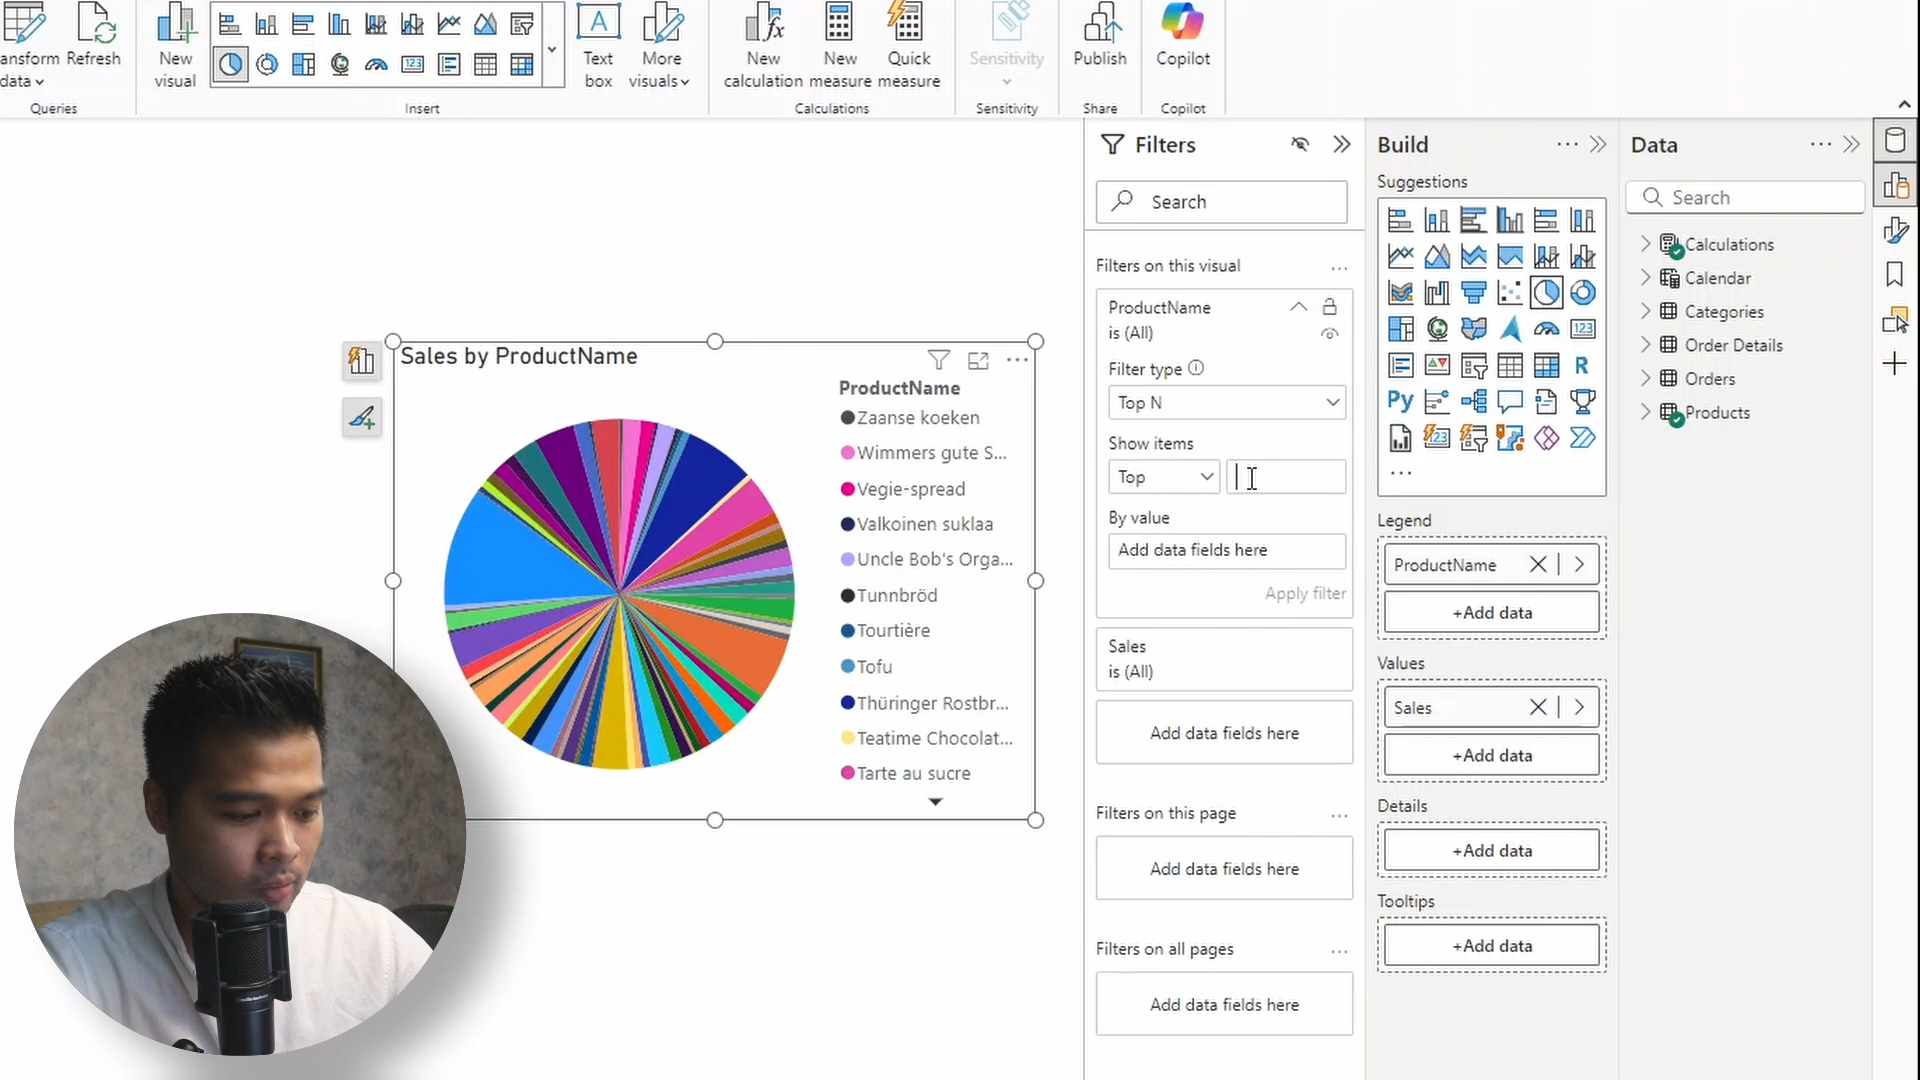 ansform
data
Refresh
Queries
New
visual
Insert
A
Text
box
More
visuals
New
calculation
New
measure
Quick
measure
Calculations
Sensitivity
Sensitivity
Publish
Share
Copilot
Copilot
Filters
Search
Filters on this visual
ProductName
is (All)
Filter type
Top N
Show items
Top
By value
Add data fields here
Apply filter
Sales
is (All)
Add data fields here
Filters on this page
Add data fields here
Filters on all pages
Add data fields here
Build
Suggestions
123
R
Py
123
Legend
ProductName
+Add data
Values
Sales
+Add data
Details
+Add data
Tooltips
+Add data
Data
Search
Calculations
Calendar
Categories
Order Details
Orders
Products
Sales by ProductName
ProductName
Zaanse koeken
Wimmers gute S...
Vegie-spread
Valkoinen suklaa
Uncle Bob's Orga...
Tunnbröd
Tourtière
Tofu
Thüringer Rostbr...
Teatime Chocolat...
Tarte au sucre